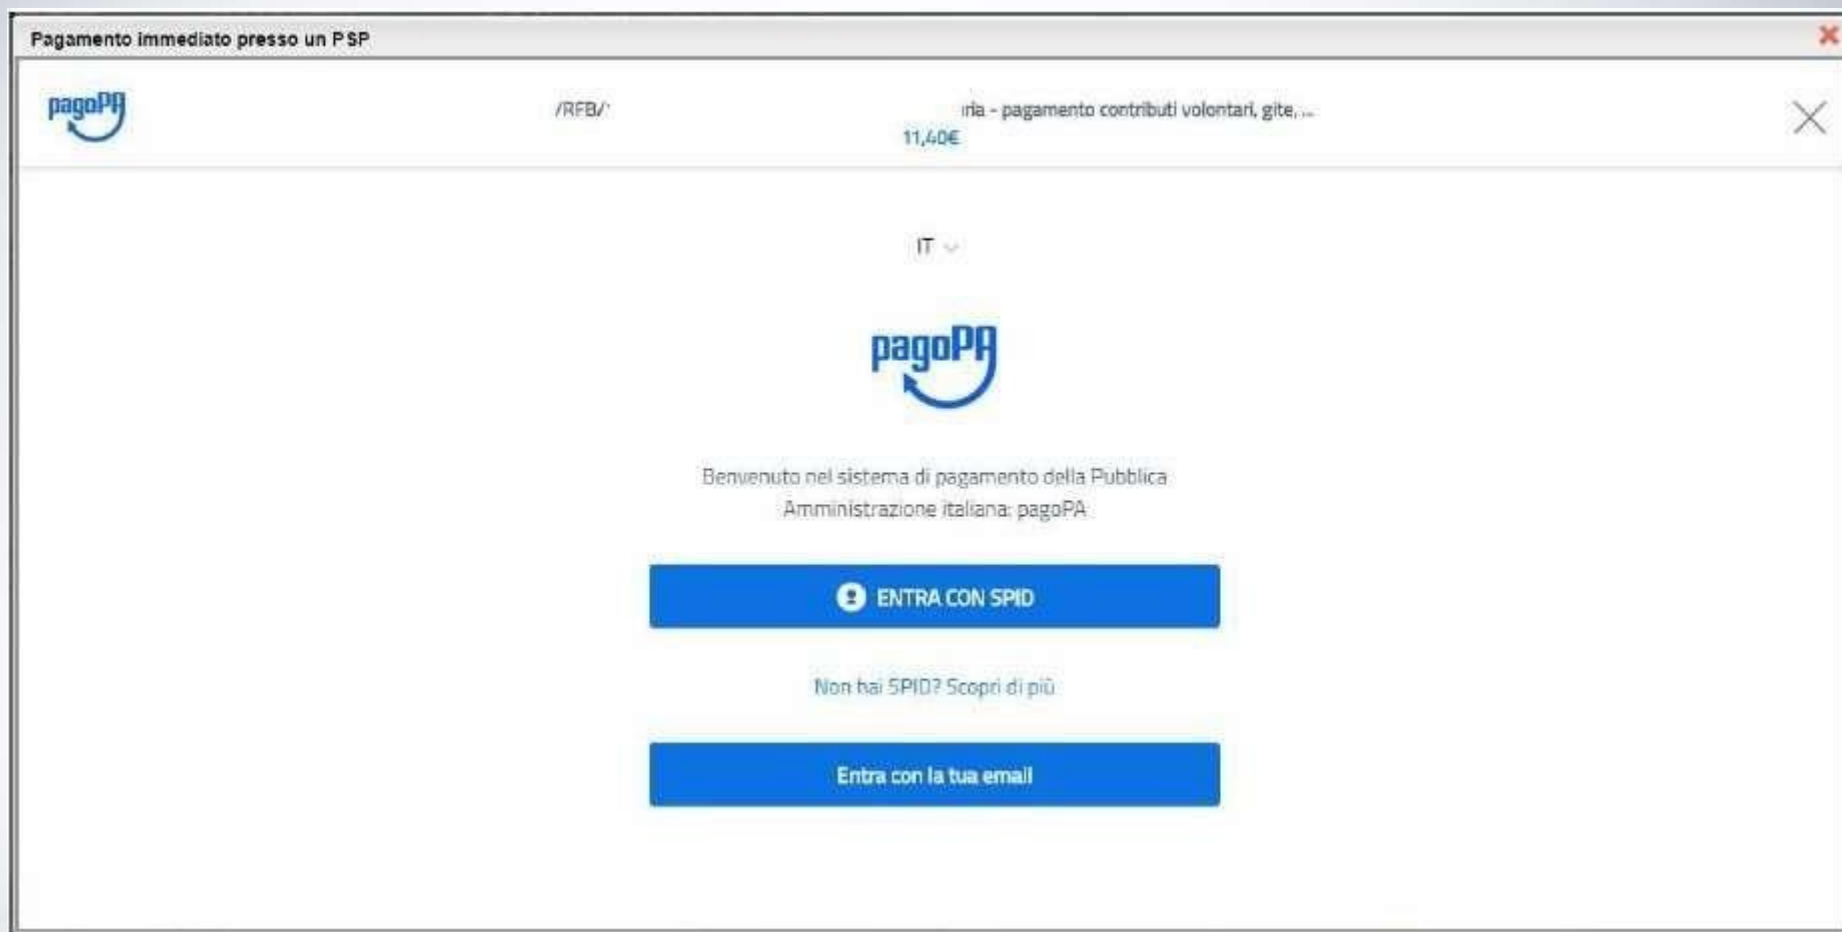 Pagamento immediato presso un PSP
pagoPA
/RFB/
- pagamento contributi volontari, gite, ...
11,40€
IT
pagoPA
Benvenuto nel sistema di pagamento della Pubblica
Amministrazione italiana: pagoPA
ENTRA CON SPID
Non hai SPID? Scopri di più
Entra con la tua email